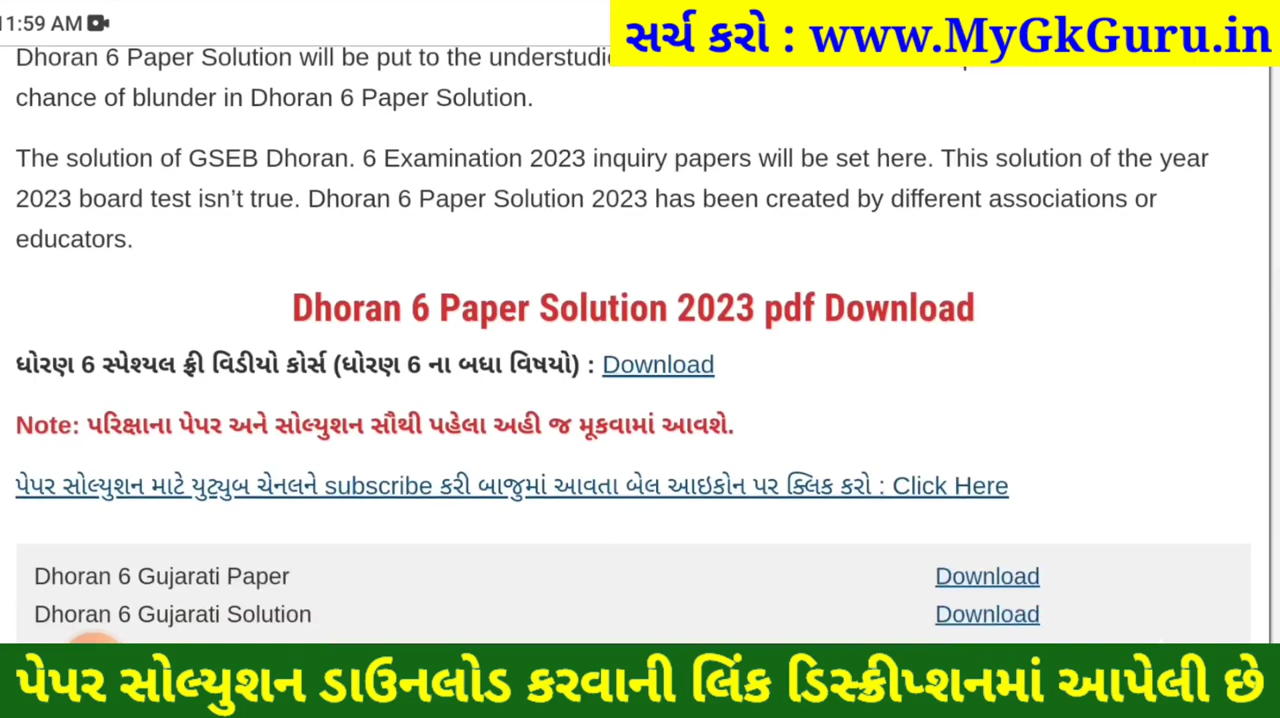 11:59 AM
સર્ચ કરો : www.MyGkGuru.in
Dhoran 6 Paper Solution will be put to the
chance of blunder in Dhoran 6 Paper Solution.
The solution of GSEB Dhoran. 6 Examination 2023 inquiry papers will be set here. This solution of the year
2023 board test isn't true. Dhoran 6 Paper Solution 2023 has been created by different associations or
educators.
Dhoran 6 Paper Solution 2023 pdf Download
ધોરણ 6 સ્પેશ્યલ ફ્રી વિડીયો કોર્સ (ધોરણ 6 ના બધા વિષયો) : Download
Note: પરિક્ષાના પેપર અને સોલ્યુશન સૌથી પહેલા અહી જ મૂકવામાં આવશે.
પેપર સોલ્યુશન માટે યુટ્યુબ ચેનલને subscribe કરી બાજુમાં આવતા બેલ આઇકોન પર ક્લિક કરો : Click Here
Dhoran 6 Gujarati Paper Download
Dhoran 6 Gujarati Solution Download
પેપર સોલ્યુશન ડાઉનલોડ કરવાની લિંક ડિસ્ક્રીપ્શનમાં આપેલી છે